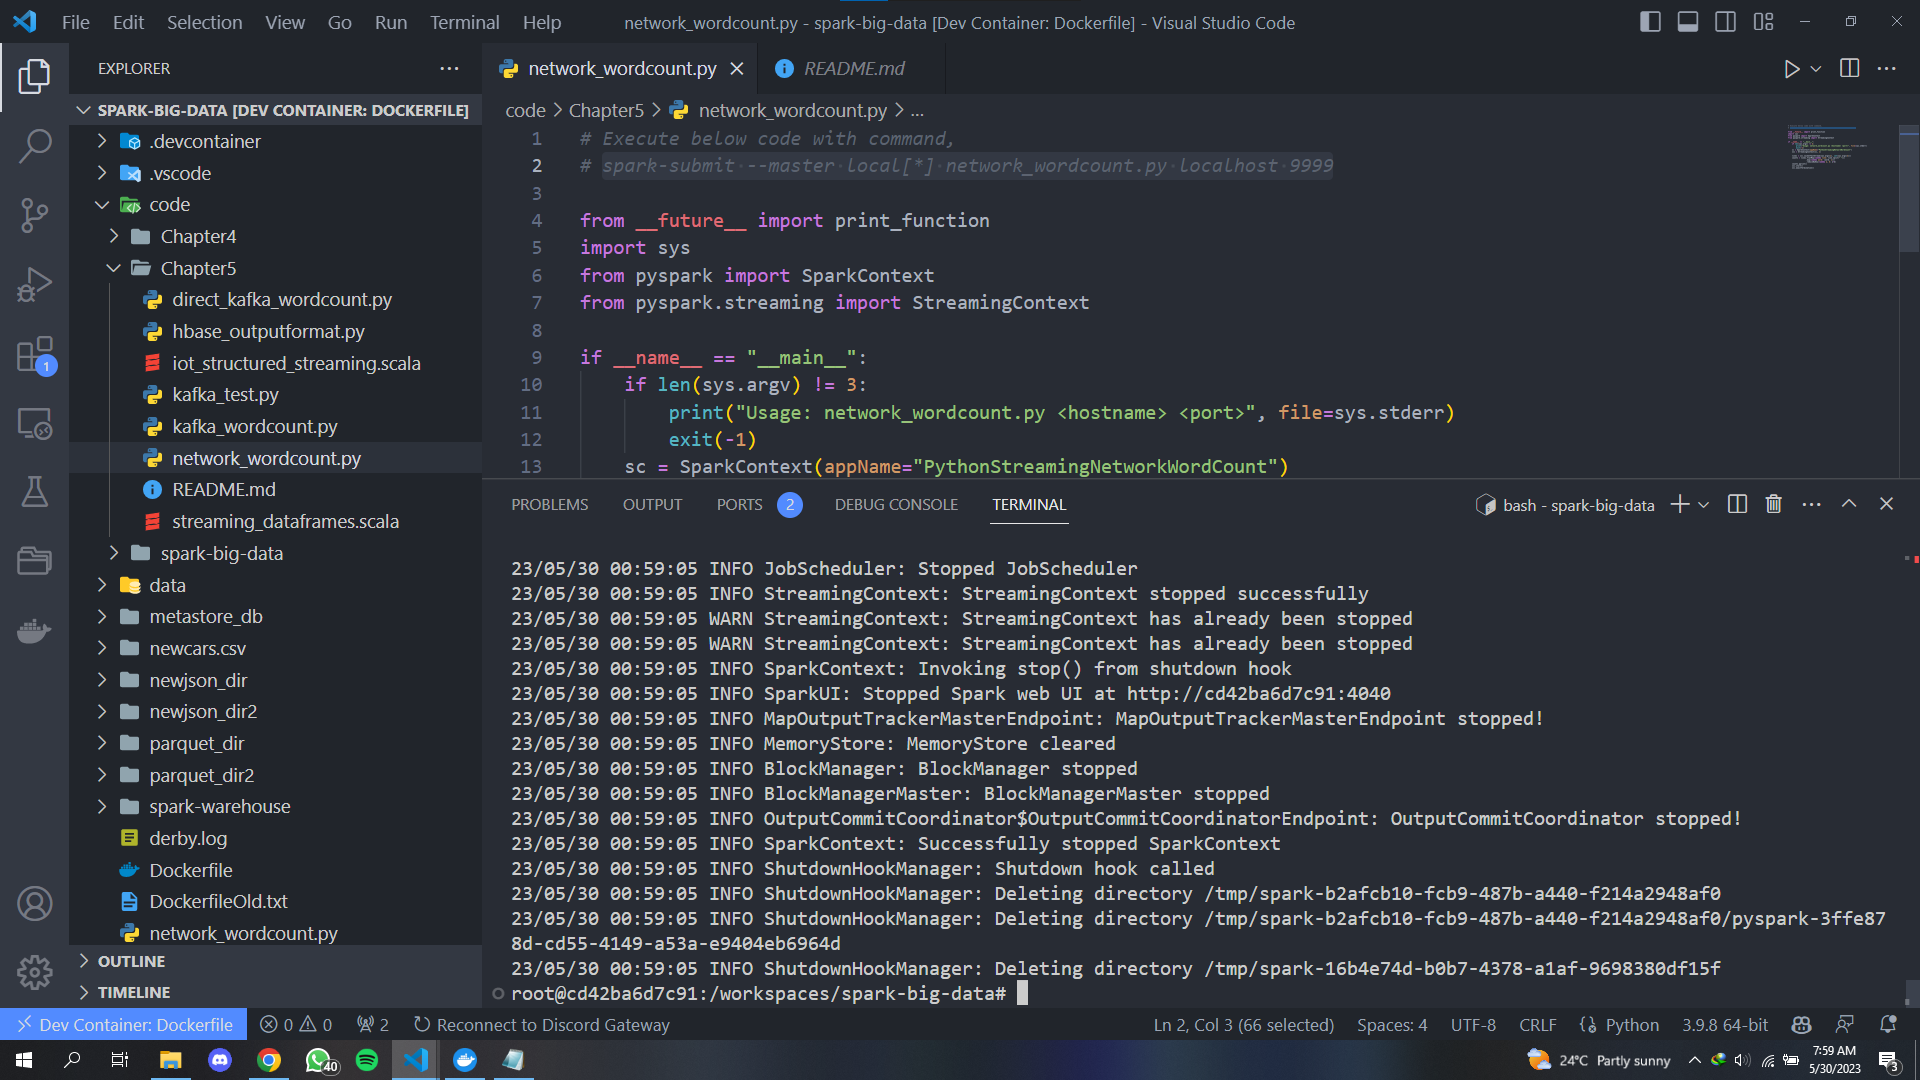 File Edit Selection View Go Run Terminal Help
network_wordcount.py - spark-big-data [Dev Container: Dockerfile] - Visual Studio Code
EXPLORER
SPARK-BIG-DATA [DEV CONTAINER: DOCKERFILE]
.devcontainer
.vscode
code
Chapter4
Chapter5
direct_kafka_wordcount.py
hbase_outputformat.py
iot_structured_streaming.scala
kafka_test.py
kafka_wordcount.py
network_wordcount.py
README.md
streaming_dataframes.scala
spark-big-data
data
metastore_db
newcars.csv
newjson_dir
newjson_dir2
parquet_dir
parquet_dir2
spark-warehouse
derby.log
Dockerfile
DockerfileOld.txt
network_wordcount.py
OUTLINE
TIMELINE
1
network_wordcount.py
README.md
code > Chapter5 > network_wordcount.py > ...
1 # Execute below code with command,
2 # spark-submit --master local[*] network_wordcount.py localhost 9999
3
4 from __future__ import print_function
5 import sys
6 from pyspark import SparkContext
7 from pyspark.streaming import StreamingContext
8
9 if __name__ == "__main__":
10 if len(sys.argv) != 3:
11 print("Usage: network_wordcount.py <hostname> <port>", file=sys.stderr)
12 exit(-1)
13 sc = SparkContext(appName="PythonStreamingNetworkWordCount")
PROBLEMS OUTPUT PORTS 2 DEBUG CONSOLE TERMINAL
bash - spark-big-data
23/05/30 00:59:05 INFO JobScheduler: Stopped JobScheduler
23/05/30 00:59:05 INFO StreamingContext: StreamingContext stopped successfully
23/05/30 00:59:05 WARN StreamingContext: StreamingContext has already been stopped
23/05/30 00:59:05 WARN StreamingContext: StreamingContext has already been stopped
23/05/30 00:59:05 INFO SparkContext: Invoking stop() from shutdown hook
23/05/30 00:59:05 INFO SparkUI: Stopped Spark web UI at http://cd42ba6d7c91:4040
23/05/30 00:59:05 INFO MapOutputTrackerMasterEndpoint: MapOutputTrackerMasterEndpoint stopped!
23/05/30 00:59:05 INFO MemoryStore: MemoryStore cleared
23/05/30 00:59:05 INFO BlockManager: BlockManager stopped
23/05/30 00:59:05 INFO BlockManagerMaster: BlockManagerMaster stopped
23/05/30 00:59:05 INFO OutputCommitCoordinator$OutputCommitCoordinatorEndpoint: OutputCommitCoordinator stopped!
23/05/30 00:59:05 INFO SparkContext: Successfully stopped SparkContext
23/05/30 00:59:05 INFO ShutdownHookManager: Shutdown hook called
23/05/30 00:59:05 INFO ShutdownHookManager: Deleting directory /tmp/spark-b2afcb10-fcb9-487b-a440-f214a2948af0
23/05/30 00:59:05 INFO ShutdownHookManager: Deleting directory /tmp/spark-b2afcb10-fcb9-487b-a440-f214a2948af0/pyspark-3ffe87
8d-cd55-4149-a53a-e9404eb6964d
23/05/30 00:59:05 INFO ShutdownHookManager: Deleting directory /tmp/spark-16b4e74d-b0b7-4378-a1af-9698380df15f
root@cd42ba6d7c91:/workspaces/spark-big-data#
Dev Container: Dockerfile 0 0 2 Reconnect to Discord Gateway
Ln 2, Col 3 (66 selected) Spaces: 4 UTF-8 CRLF Python 3.9.8 64-bit
40
24°C Partly sunny
7:59 AM
5/30/2023
3